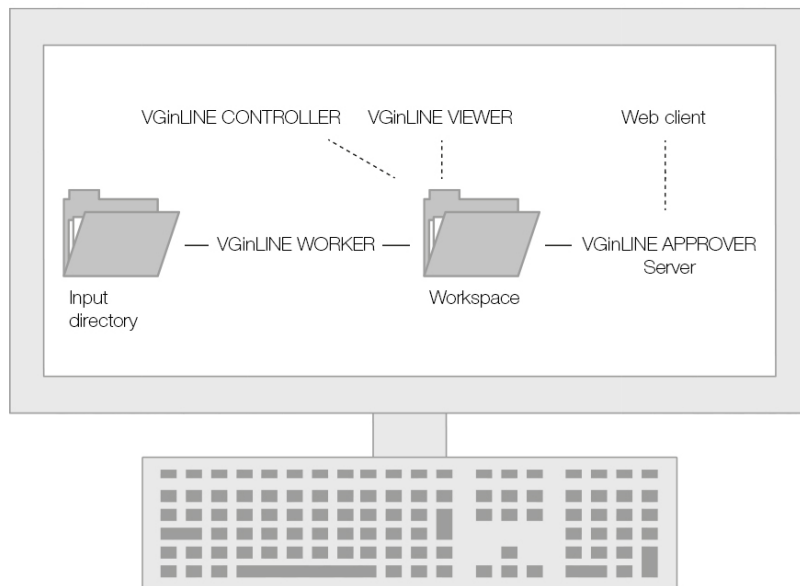 VGinLINE CONTROLLER
VGinLINE VIEWER
Web client
VGinLINE WORKER
VGinLINE APPROVER
Server
Input
directory
Workspace